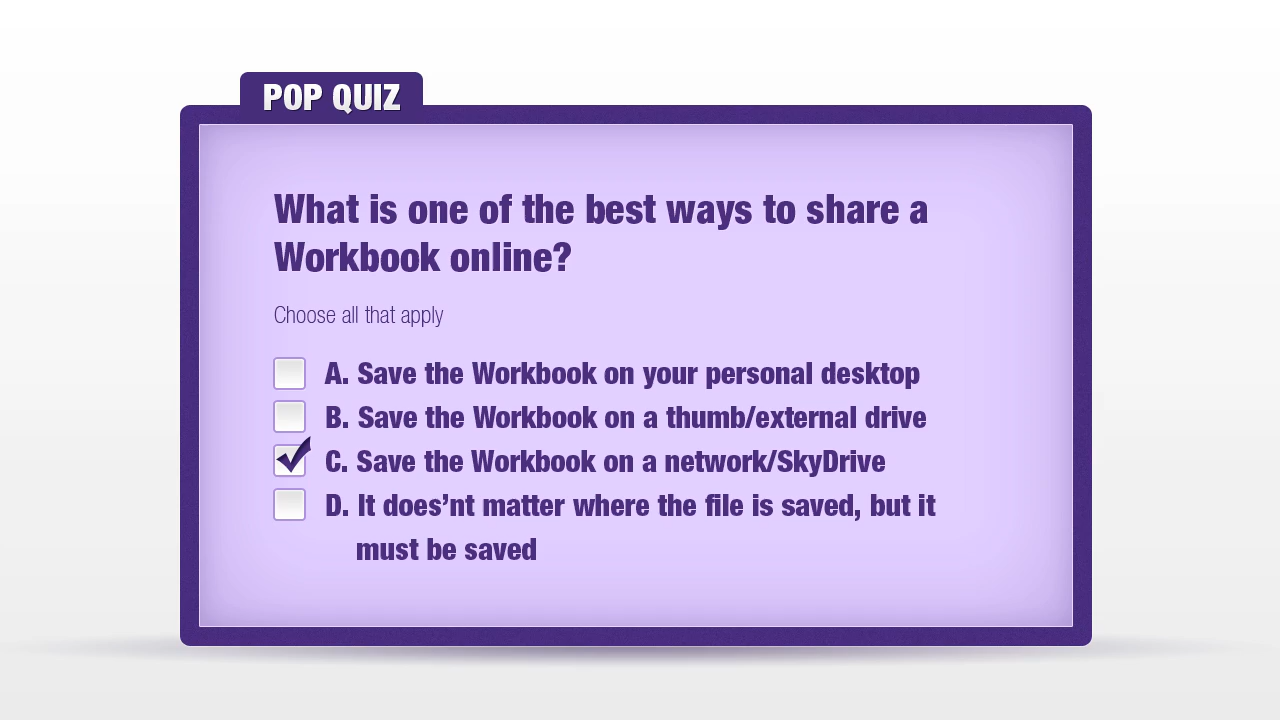 POP QUIZ
What is one of the best ways to share a
Workbook online?
Choose all that apply
A. Save the Workbook on your personal desktop
B. Save the Workbook on a thumb/external drive
C. Save the Workbook on a network/SkyDrive
D. It does’nt matter where the file is saved, but it
must be saved